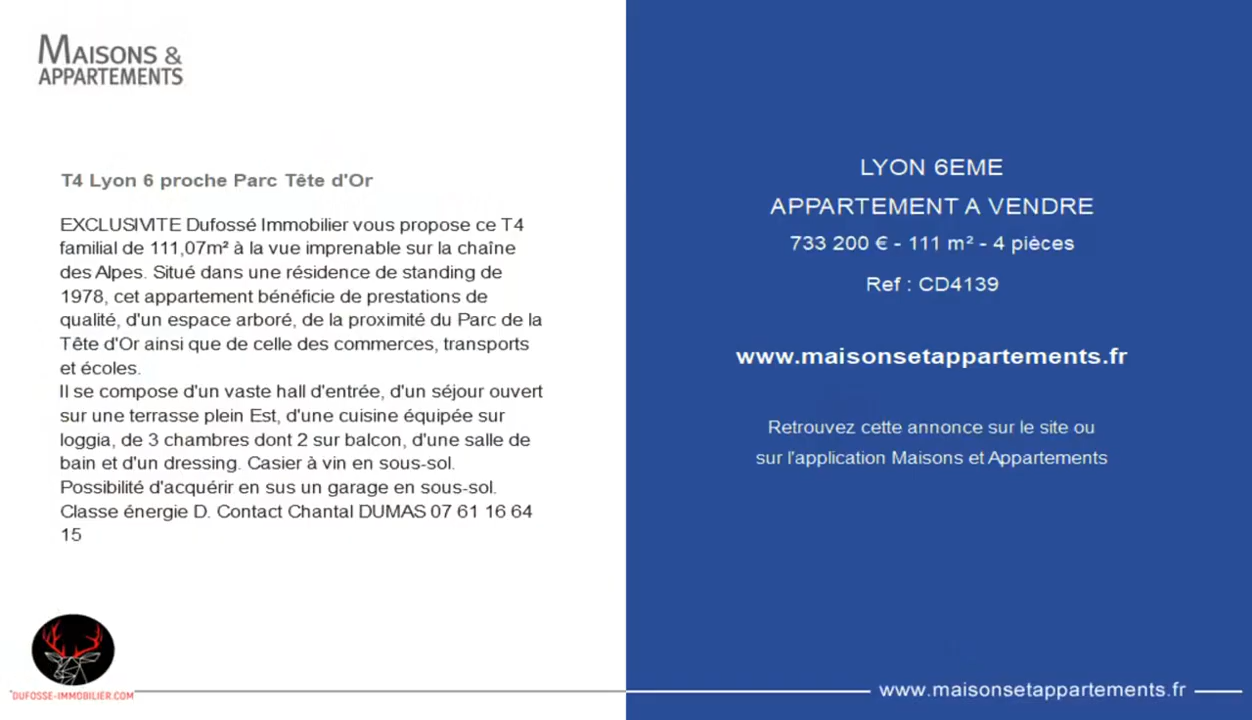 MAISONS &
APPARTEMENTS
T4 Lyon 6 proche Parc Tête d'Or
EXCLUSIVITE Dufossé Immobilier vous propose ce T4
familial de 111,07m² à la vue imprenable sur la chaîne
des Alpes. Situé dans une résidence de standing de
1978, cet appartement bénéficie de prestations de
qualité, d'un espace arboré, de la proximité du Parc de la
Tête d'Or ainsi que de celle des commerces, transports
et écoles.
Il se compose d'un vaste hall d'entrée, d'un séjour ouvert
sur une terrasse plein Est, d'une cuisine équipée sur
loggia, de 3 chambres dont 2 sur balcon, d'une salle de
bain et d'un dressing. Casier à vin en sous-sol.
Possibilité d'acquérir en sus un garage en sous-sol.
Classe énergie D. Contact Chantal DUMAS 07 61 16 64
15
DUFOSSE-IMMOBILIER.COM
LYON 6EME
APPARTEMENT A VENDRE
733 200 € - 111 m² - 4 pièces
Ref : CD4139
www.maisonsetappartements.fr
Retrouvez cette annonce sur le site ou
sur l'application Maisons et Appartements
www.maisonsetappartements.fr